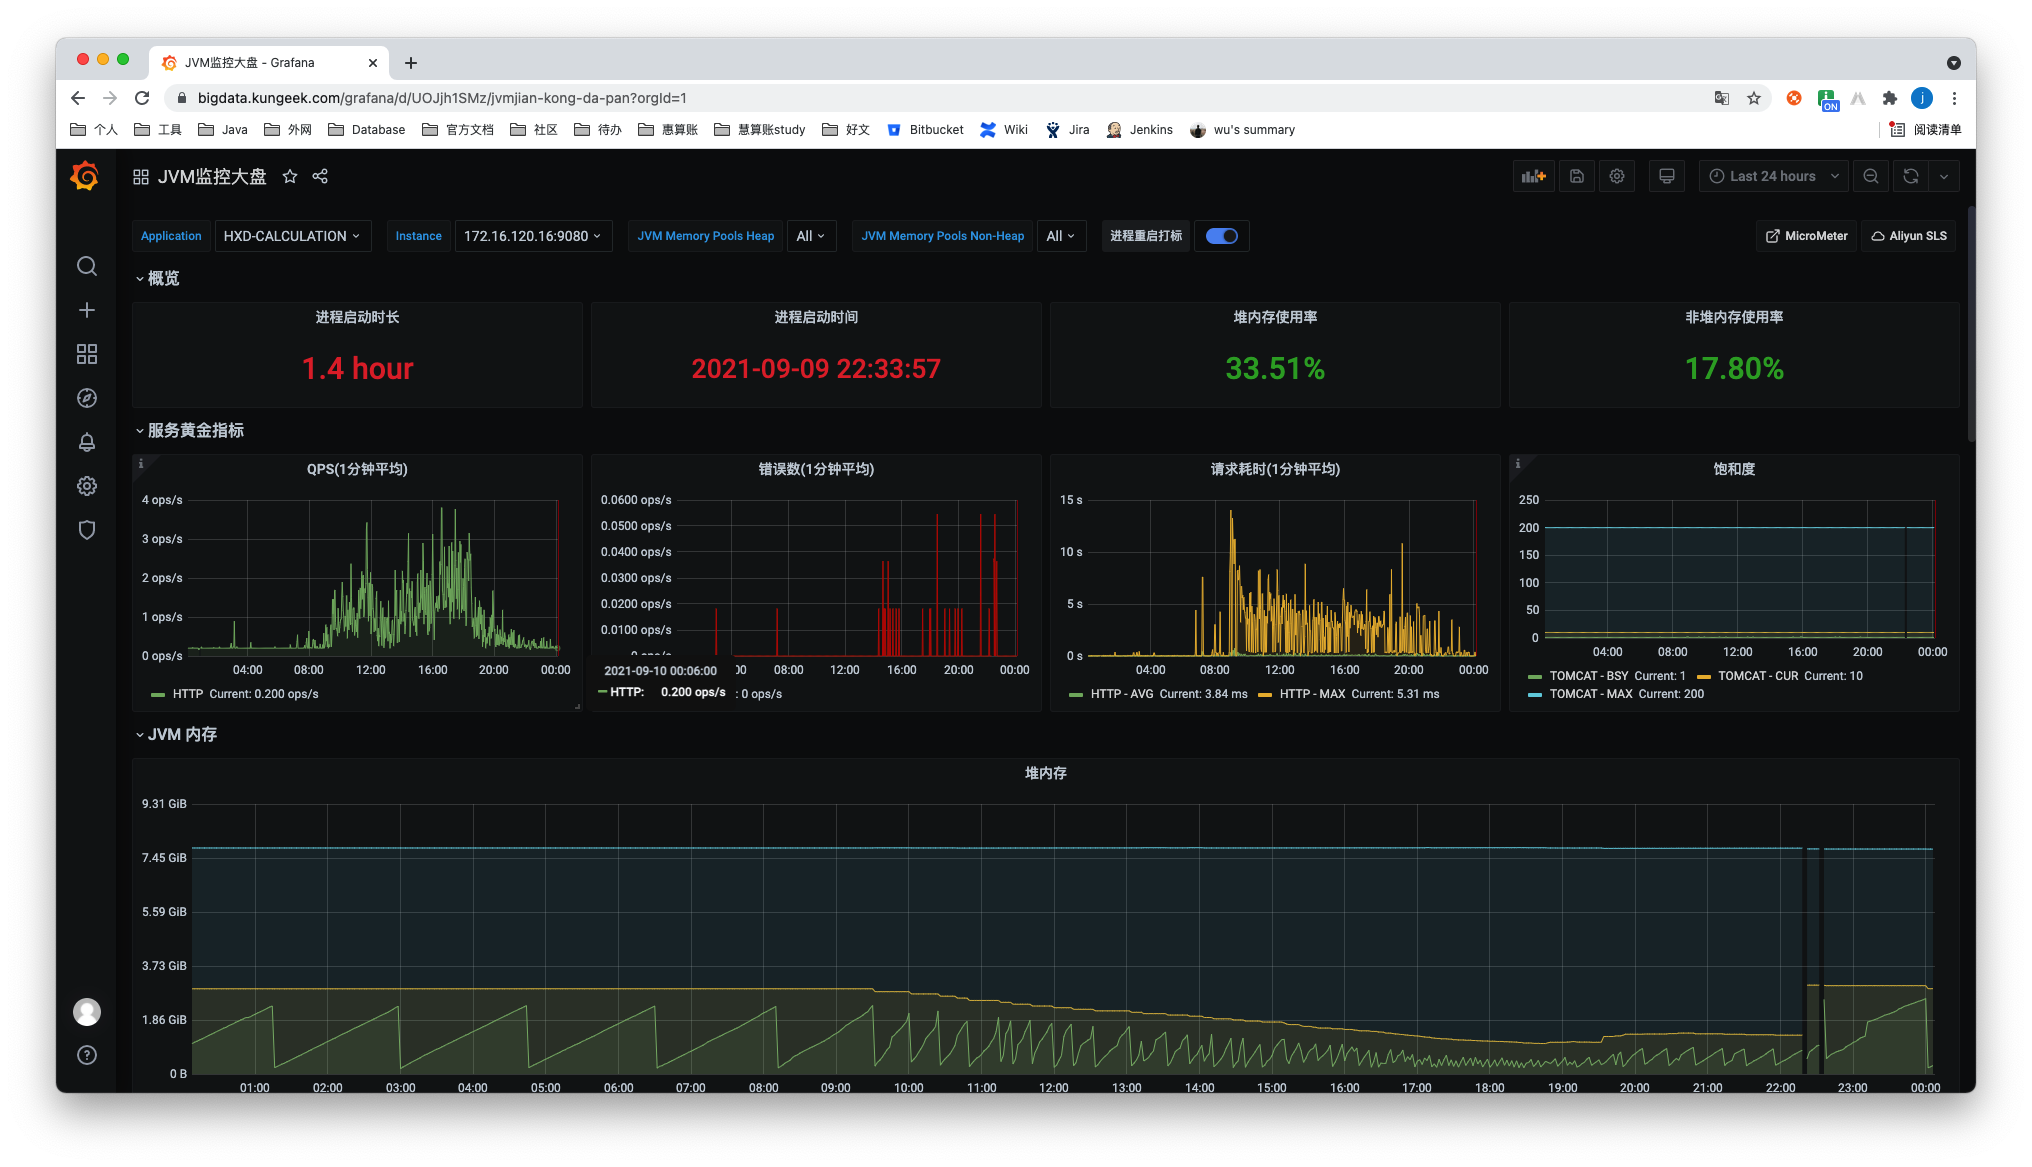 JVM监控大盘 - Grafana
bigdata.kungeek.com/grafana/d/UOJjh1SMz/jvmjian-kong-da-pan?orgId=1
ON
j
个人 工具 Java 外网 Database 官方文档 社区 待办 惠算账 慧算账study 好文 Bitbucket Wiki Jira Jenkins wu's summary 阅读清单
JVM监控大盘
Last 24 hours
Application HXD-CALCULATION Instance 172.16.120.16:9080 JVM Memory Pools Heap All JVM Memory Pools Non-Heap All 进程重启打标 MicroMeter Aliyun SLS
概览
进程启动时长
1.4 hour
进程启动时间
2021-09-09 22:33:57
堆内存使用率
33.51%
非堆内存使用率
17.80%
服务黄金指标
QPS(1分钟平均)
4 ops/s
3 ops/s
2 ops/s
1 ops/s
0 ops/s
04:00 08:00 12:00 16:00 20:00 00:00
HTTP Current: 0.200 ops/s
错误数(1分钟平均)
0.0600 ops/s
0.0500 ops/s
0.0400 ops/s
0.0300 ops/s
0.0200 ops/s
0.0100 ops/s
08:00 12:00 16:00 20:00 00:00
2021-09-10 00:06:00
HTTP: 0.200 ops/s
: 0 ops/s
请求耗时(1分钟平均)
15 s
10 s
5 s
0 s
04:00 08:00 12:00 16:00 20:00 00:00
HTTP - AVG Current: 3.84 ms HTTP - MAX Current: 5.31 ms
饱和度
250
200
150
100
50
0
04:00 08:00 12:00 16:00 20:00 00:00
TOMCAT - BSY Current: 1 TOMCAT - CUR Current: 10
TOMCAT - MAX Current: 200
JVM 内存
堆内存
9.31 GiB
7.45 GiB
5.59 GiB
3.73 GiB
1.86 GiB
0 B
01:00 02:00 03:00 04:00 05:00 06:00 07:00 08:00 09:00 10:00 11:00 12:00 13:00 14:00 15:00 16:00 17:00 18:00 19:00 20:00 21:00 22:00 23:00 00:00